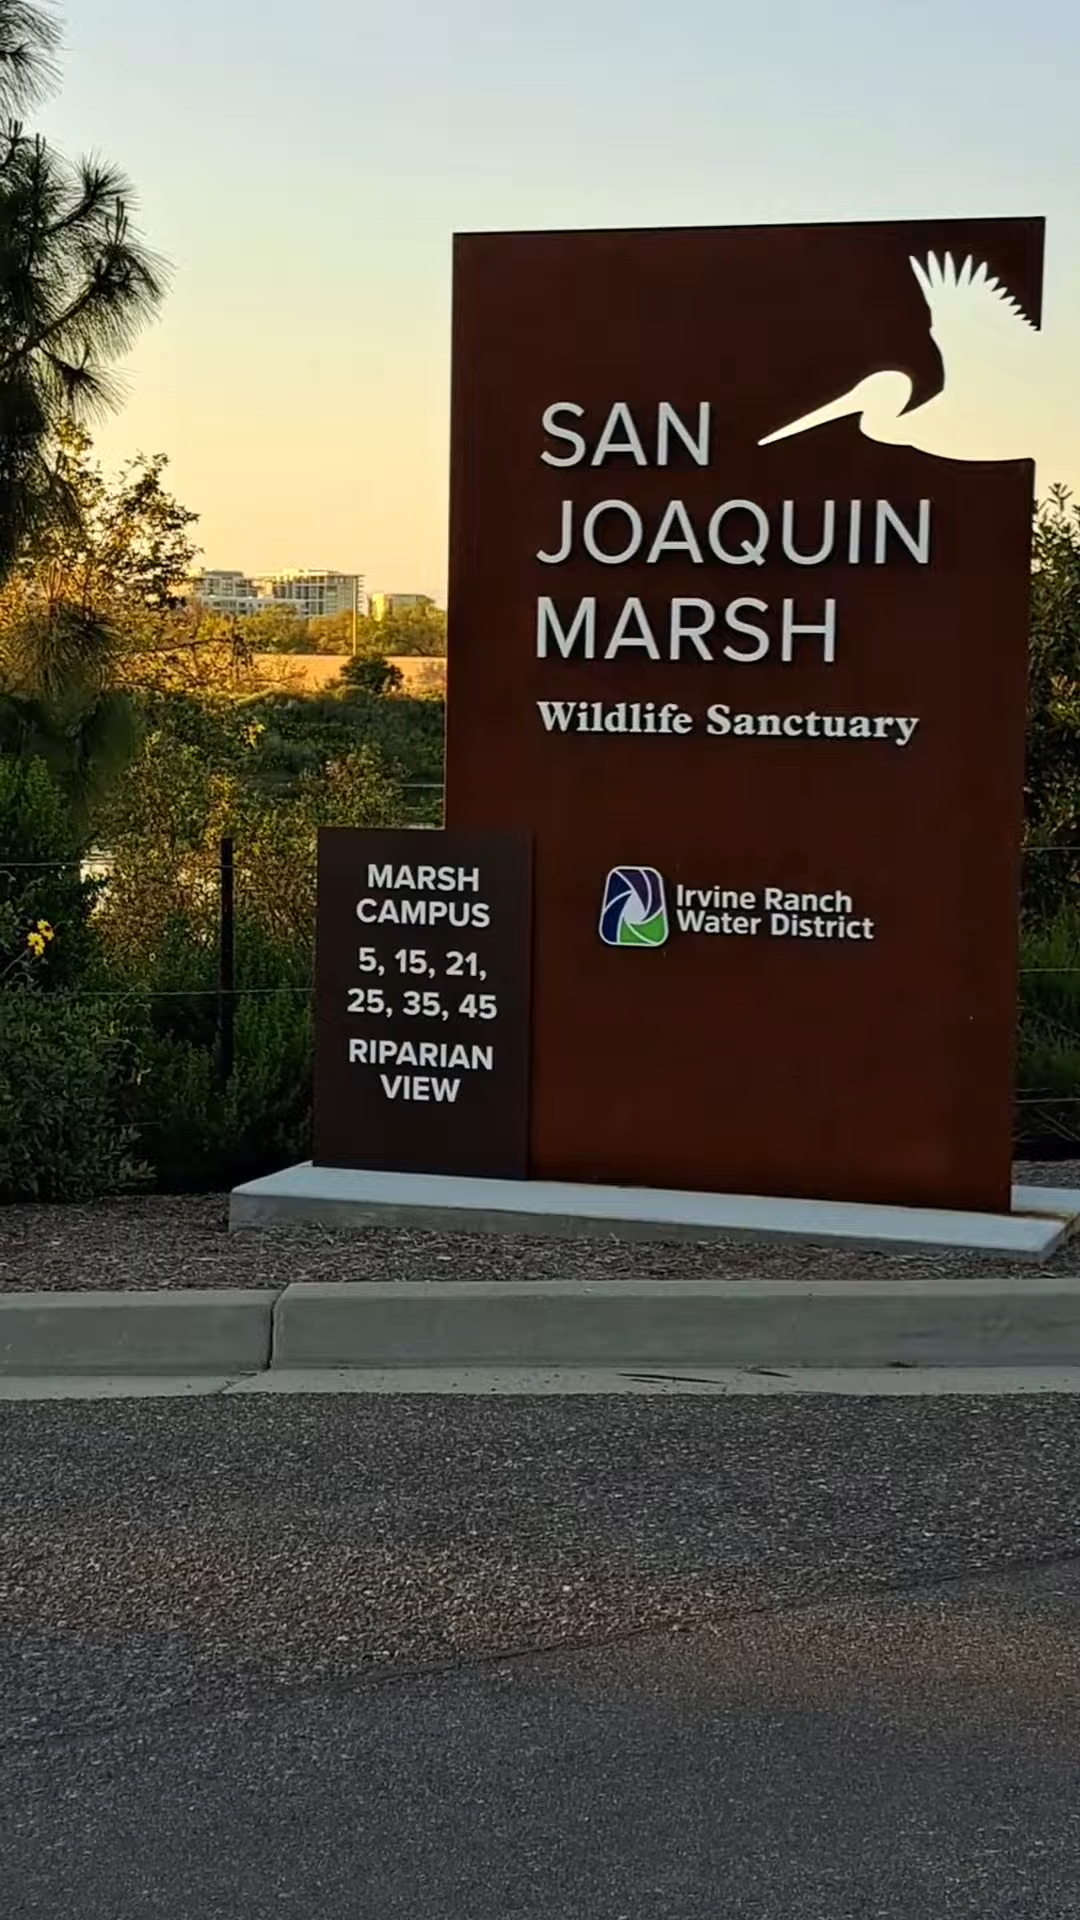 SAN
JOAQUIN
MARSH
Wildlife Sanctuary
Irvine Ranch
Water District
MARSH
CAMPUS
5, 15, 21,
25, 35, 45
RIPARIAN
VIEW